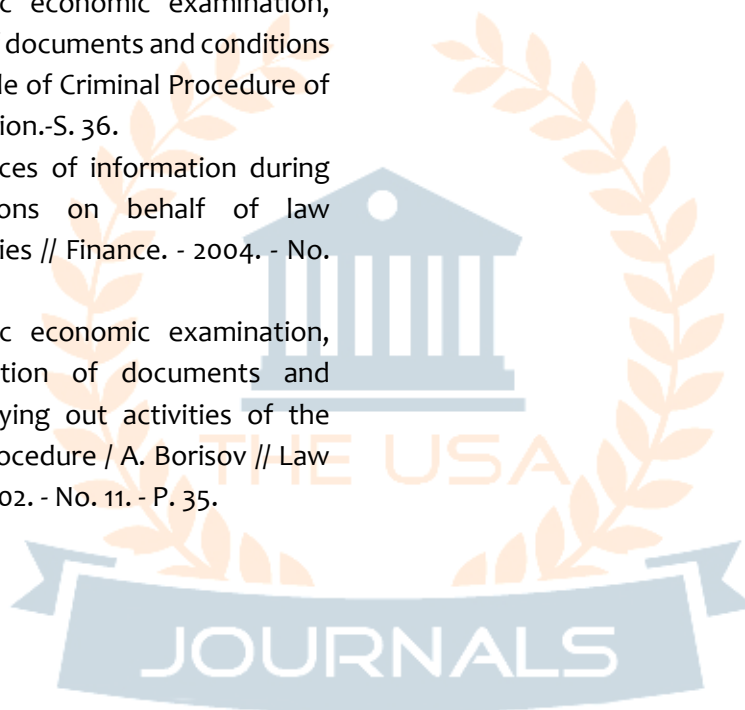 c economic examination,
documents and conditions
le of Criminal Procedure of
ion.-S. 36.
ces of information during
ons on behalf of law
ies // Finance. - 2004. - No.
c economic examination,
tion of documents and
ying out activities of the
ocedure / A. Borisov // Law
02. - No. 11. - P. 35.
THE USA
JOURNALS